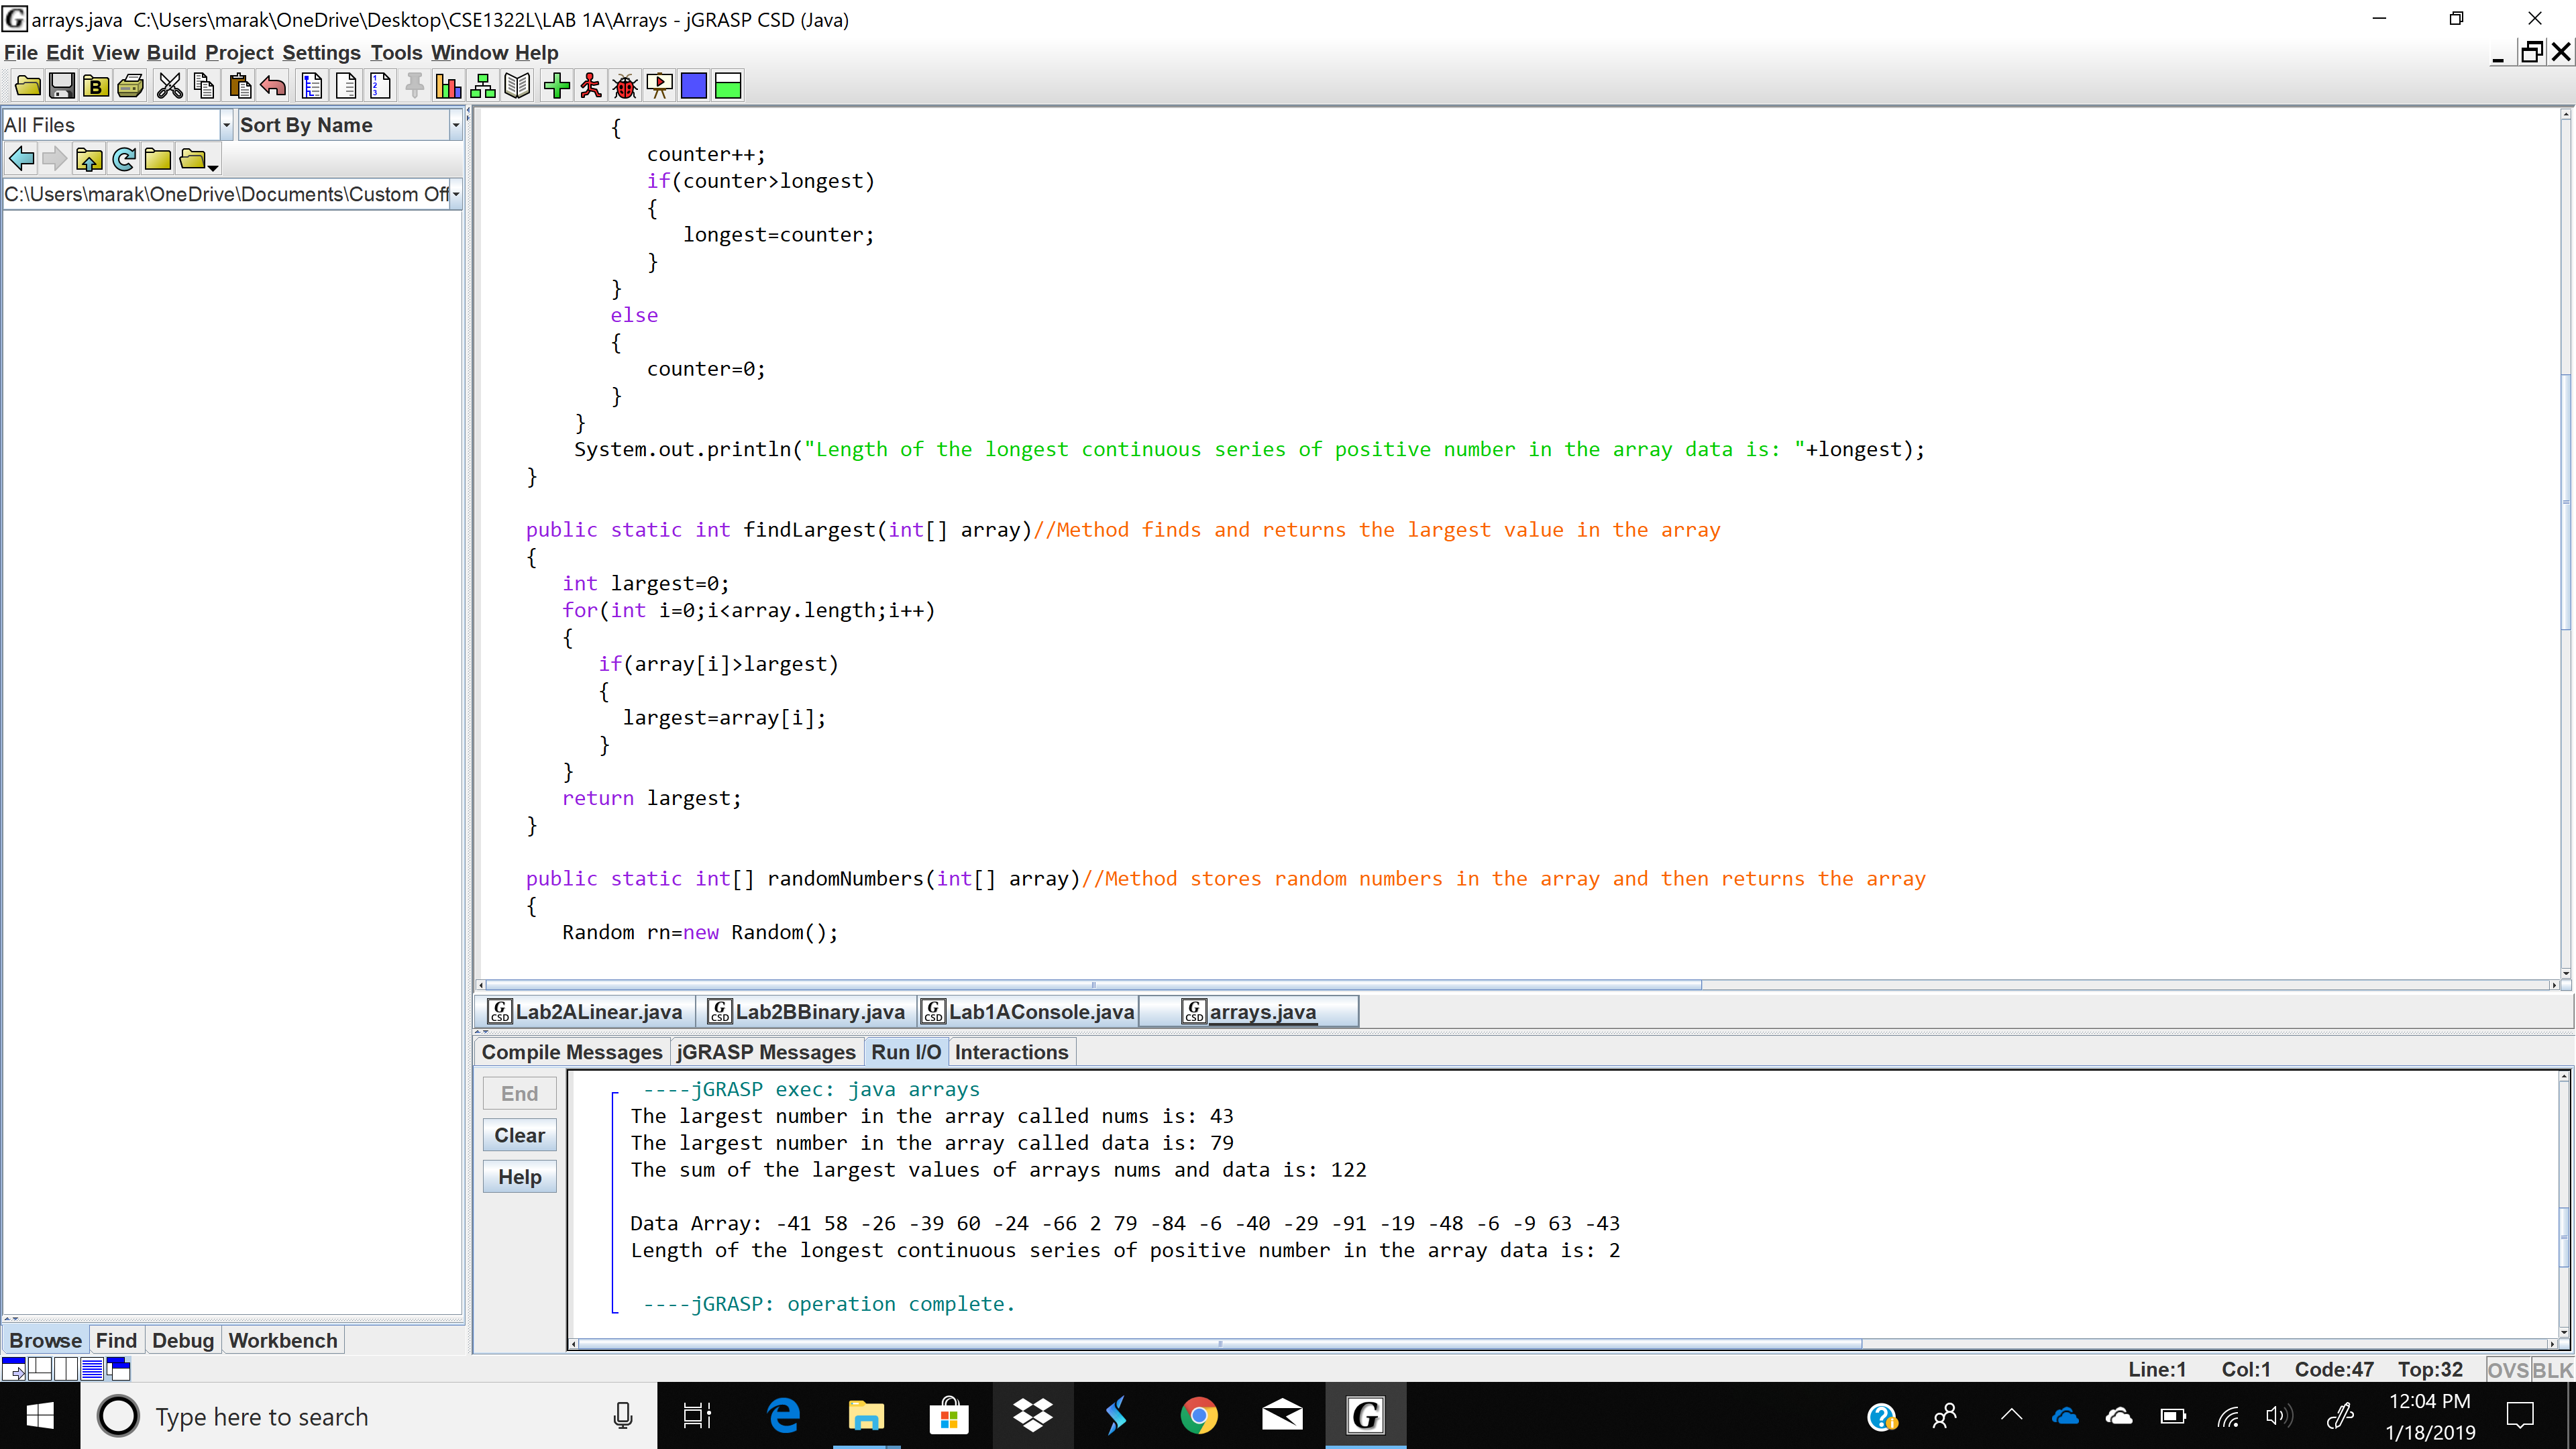 arrays.java  C:\Users\marak\OneDrive\Desktop\CSE1322L\LAB 1A\Arrays - jGRASP CSD (Java)
File Edit View Build Project Settings Tools Window Help
All Files
Sort By Name
C:\Users\marak\OneDrive\Documents\Custom Off
{
counter++;
if(counter>longest)
{
longest=counter;
}
}
else
{
counter=0;
}
}
System.out.println("Length of the longest continuous series of positive number in the array data is: "+longest);
}
public static int findLargest(int[] array)//Method finds and returns the largest value in the array
{
int largest=0;
for(int i=0;i<array.length;i++)
{
if(array[i]>largest)
{
largest=array[i];
}
}
return largest;
}
public static int[] randomNumbers(int[] array)//Method stores random numbers in the array and then returns the array
{
Random rn=new Random();
Lab2ALinear.java
Lab2BBinary.java
Lab1AConsole.java
arrays.java
Compile Messages
jGRASP Messages
Run I/O
Interactions
End
Clear
Help
----jGRASP exec: java arrays
The largest number in the array called nums is: 43
The largest number in the array called data is: 79
The sum of the largest values of arrays nums and data is: 122
Data Array: -41 58 -26 -39 60 -24 -66 2 79 -84 -6 -40 -29 -91 -19 -48 -6 -9 63 -43
Length of the longest continuous series of positive number in the array data is: 2
----jGRASP: operation complete.
Browse
Find
Debug
Workbench
Line:1
Col:1
Code:47
Top:32
OVS
BLK
Type here to search
12:04 PM
1/18/2019